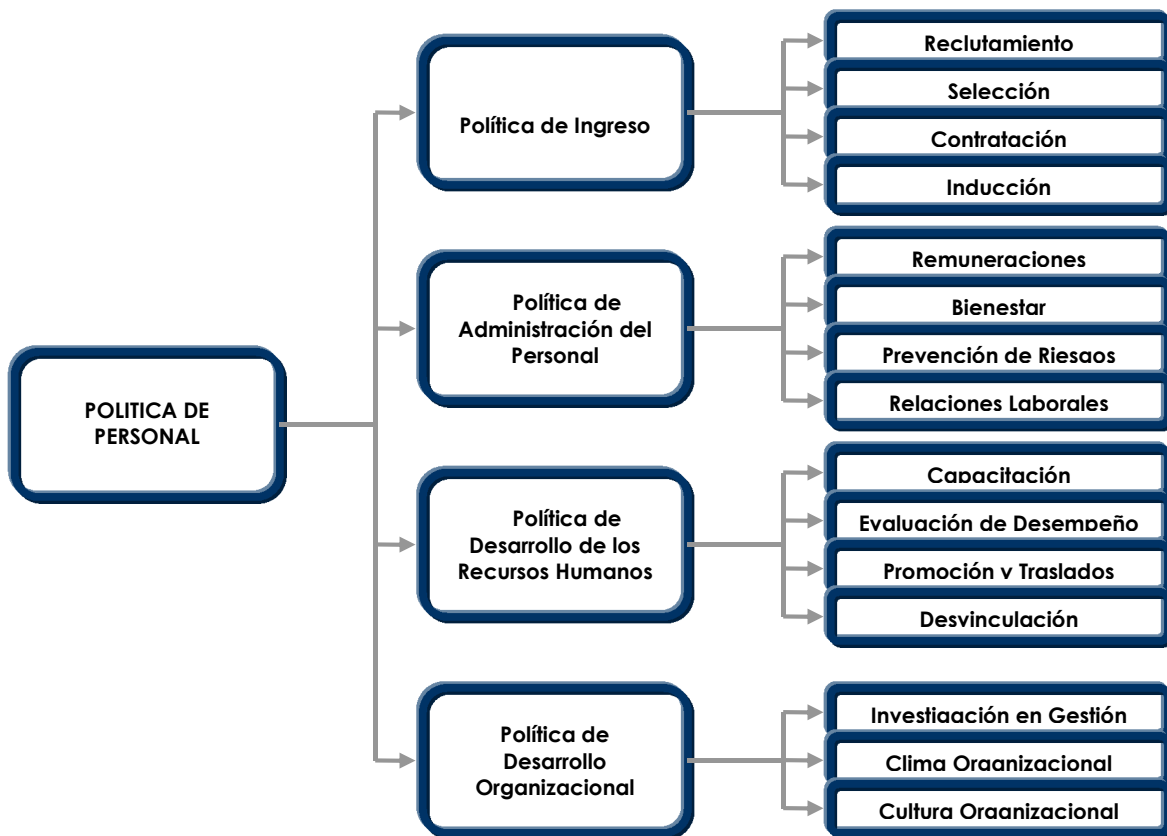 POLITICA DE
PERSONAL
Política de Ingreso
Reclutamiento
Selección
Contratación
Inducción
Política de
Administración del
Personal
Remuneraciones
Bienestar
Prevención de Riesgos
Relaciones Laborales
Política de
Desarrollo de los
Recursos Humanos
Capacitación
Evaluación de Desempeño
Promoción y Traslados
Desvinculación
Política de
Desarrollo
Organizacional
Investigación en Gestión
Clima Organizacional
Cultura Organizacional